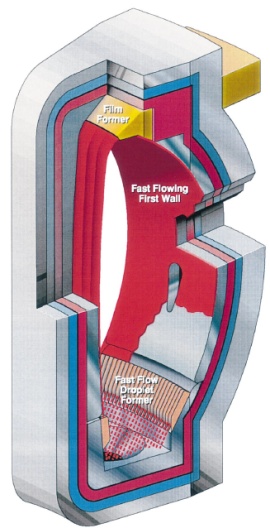 Film
Former
Fast Flowing
First Wall
Fast Flow
Droplet
Former